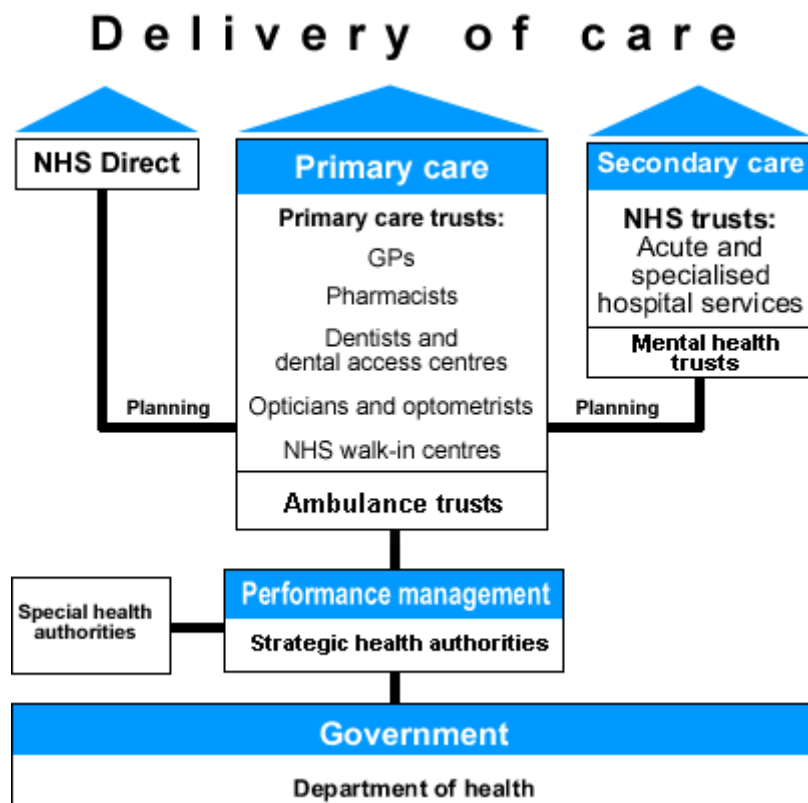 Delivery of care
NHS Direct
Primary care
Primary care trusts:
GPs
Pharmacists
Dentists and
dental access centres
Opticians and optometrists
NHS walk-in centres
Ambulance trusts
Secondary care
NHS trusts:
Acute and
specialised
hospital services
Mental health
trusts
Planning
Planning
Performance management
Strategic health authorities
Special health
authorities
Government
Department of health